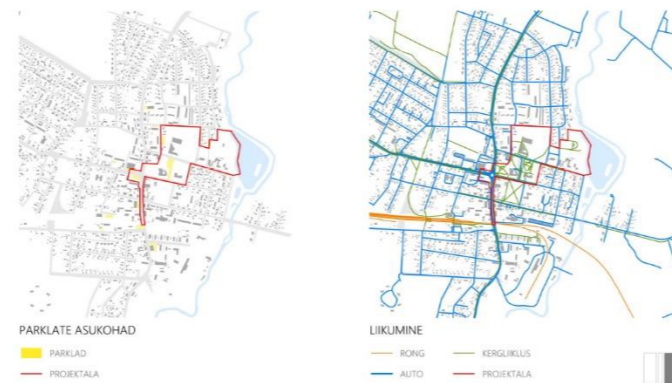 PARKLATE ASUKOHAD
PARKLAD
PROJEKTALA
LIIKUMINE
RONG
KERGLIIKLUS
AUTO
PROJEKTALA